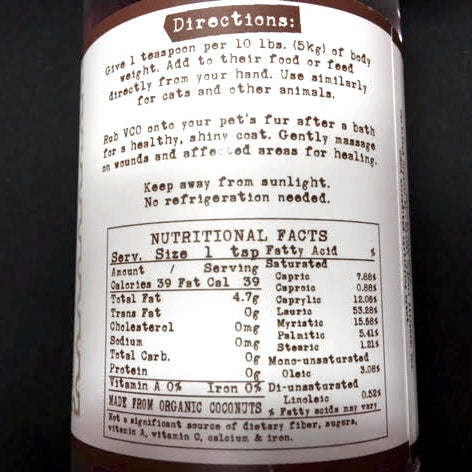 Directions:
Give 1 teaspoon per 10 lbs. (5kg) of body
weight. Add to their food or feed
directly from your hand. Use similarly
for cats and other animals.
Rub VCO onto your pet's fur after a bath
for a healthy, shiny coat. Gently massage
on wounds and affected areas for healing.
Keep away from sunlight.
No refrigeration needed.
NUTRITIONAL FACTS
Serv. Size 1 tsp
Amount / Serving
Calories 39 Fat Cal 39
Total Fat 4.7g
Trans Fat 0g
Cholesterol 0mg
Sodium 0mg
Total Carb. 0g
Protein 0g
Vitamin A 0% Iron 0%
MADE FROM ORGANIC COCONUTS
Fatty Acid %
Saturated
Capric 7.88%
Caproic 0.88%
Caprylic 12.06%
Lauric 53.28%
Myristic 15.58%
Palmitic 5.41%
Stearic 1.21%
Mono-unsaturated
Oleic 3.08%
Di-unsaturated
Linoleic 0.52%
% Fatty acids may vary
Not a significant source of dietary fiber, sugars,
vitamin A, vitamin C, calcium & iron.